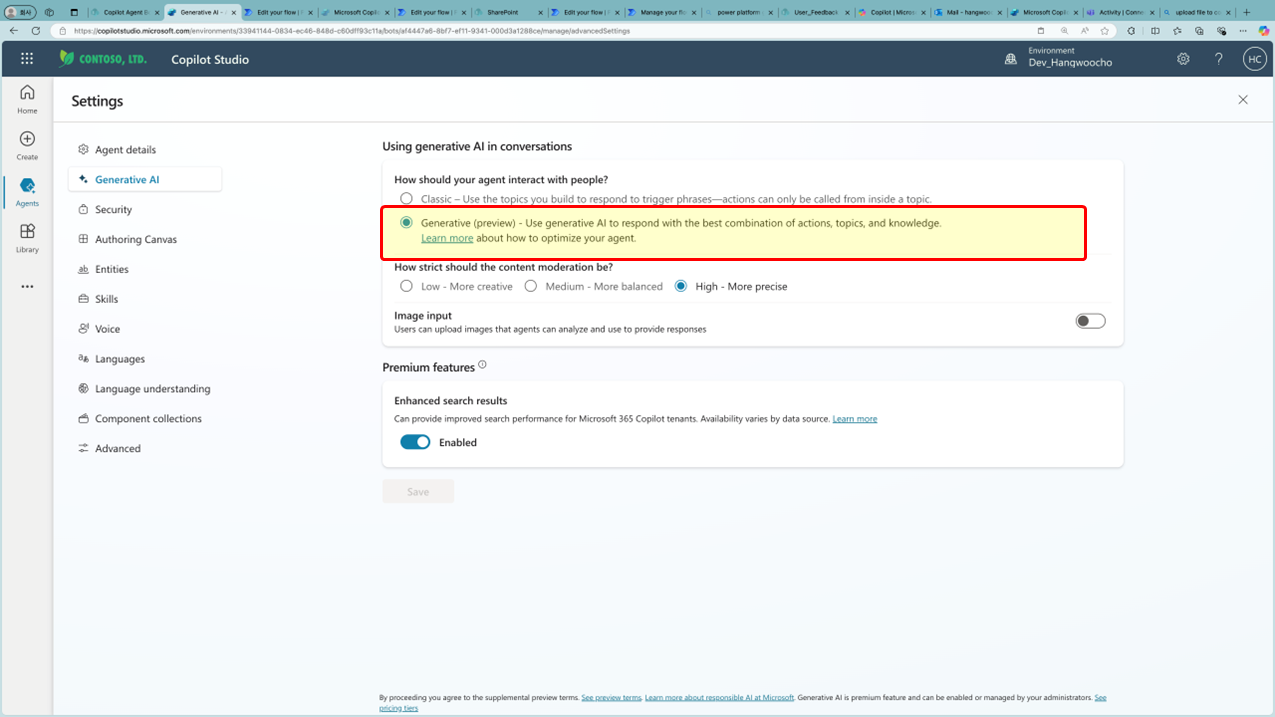 회사
Copilot Agent B
Generative AI -
Edit your flow |
Microsoft Copil
Edit your flow |
SharePoint
Edit your flow |
Manage your fl
power platform
User_Feedback
Copilot | Micros
Mail - hangwoo
Microsoft Copil
Activity | Conne
upload file to co
https://copilotstudio.microsoft.com/environments/33941144-0834-ec46-848d-c60dff93c11a/bots/af4447a6-8bf7-ef11-9341-000d3a1288ce/manage/advancedSettings
CONTOSO, LTD.
Copilot Studio
Environment
Dev_Hangwoocho
HC
Home
Create
Agents
Library
Settings
Agent details
Generative AI
Security
Authoring Canvas
Entities
Skills
Voice
Languages
Language understanding
Component collections
Advanced
Using generative AI in conversations
How should your agent interact with people?
Classic – Use the topics you build to respond to trigger phrases—actions can only be called from inside a topic.
Generative (preview) - Use generative AI to respond with the best combination of actions, topics, and knowledge.
Learn more about how to optimize your agent.
How strict should the content moderation be?
Low - More creative Medium - More balanced High - More precise
Image input
Users can upload images that agents can analyze and use to provide responses
Premium features
Enhanced search results
Can provide improved search performance for Microsoft 365 Copilot tenants. Availability varies by data source. Learn more
Enabled
Save
By proceeding you agree to the supplemental preview terms. See preview terms. Learn more about responsible AI at Microsoft. Generative AI is premium feature and can be enabled or managed by your administrators. See
pricing tiers